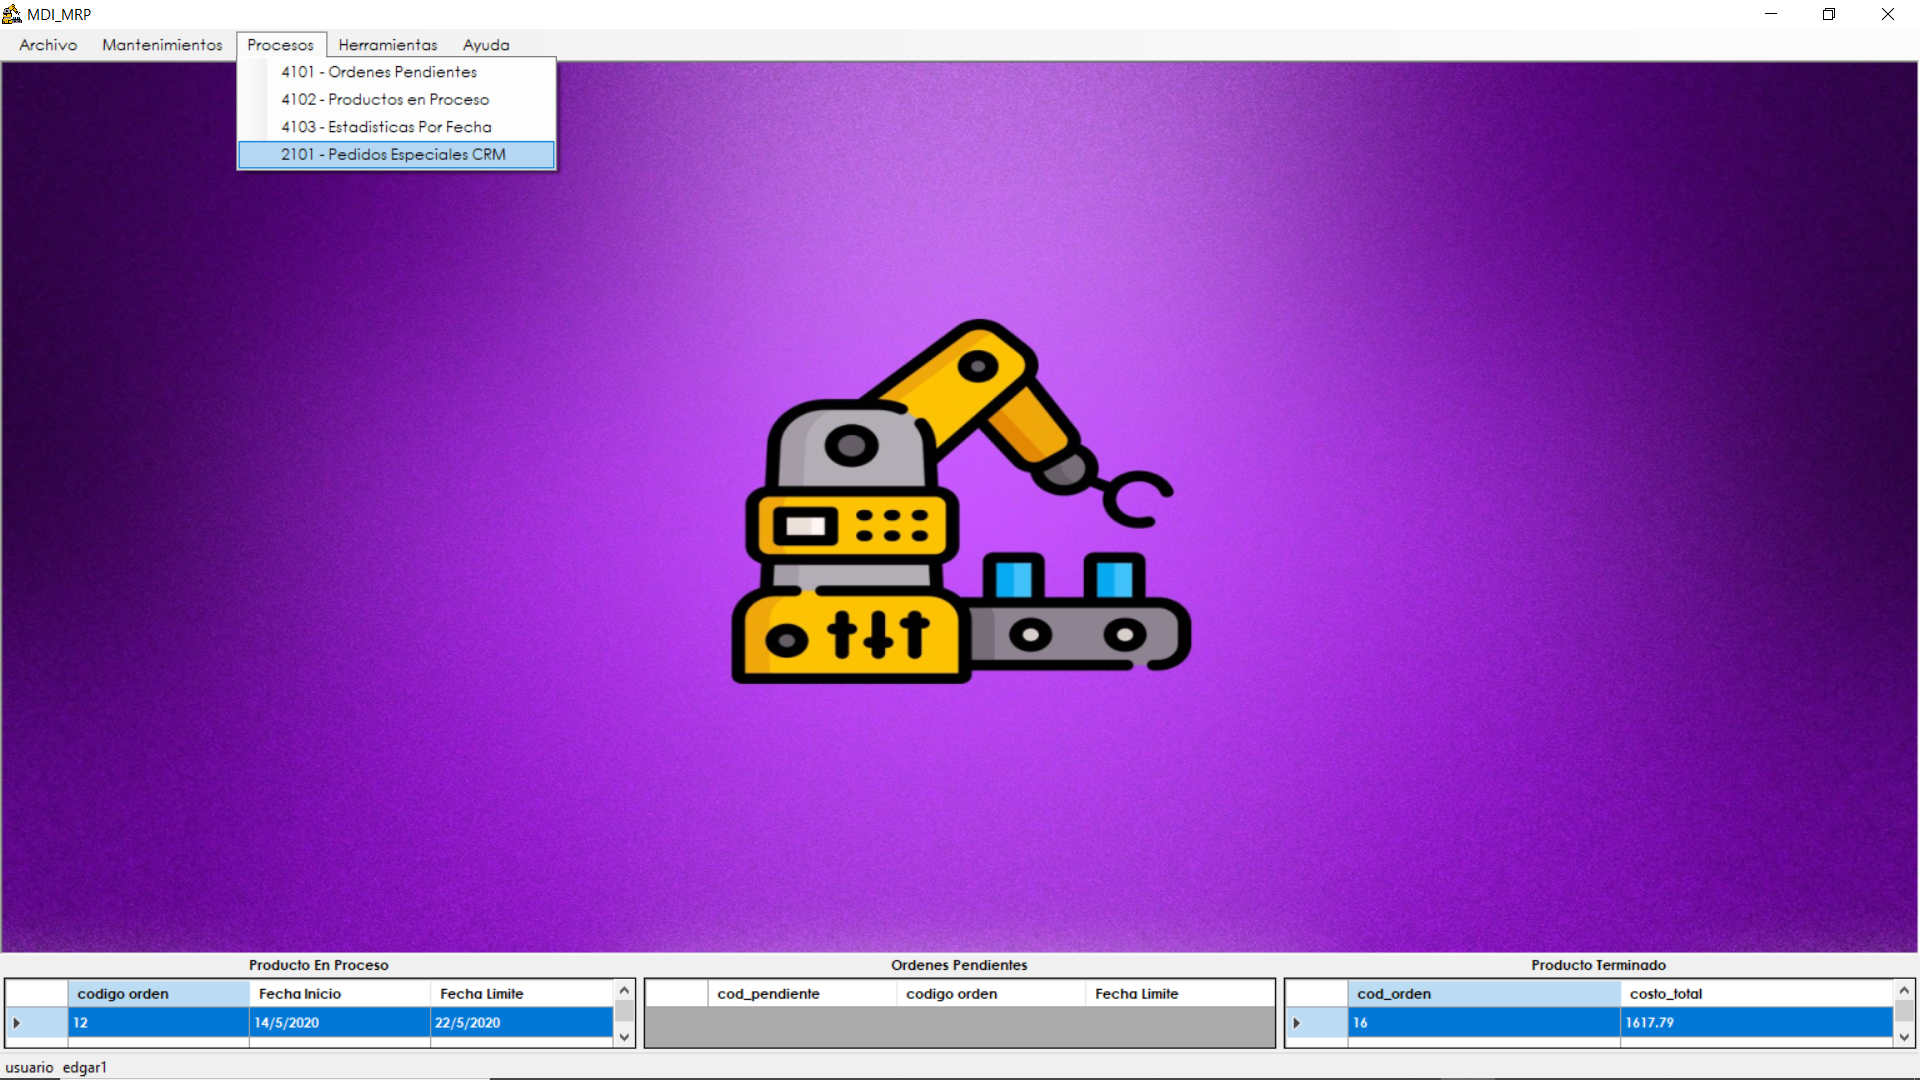 MDI_MRP
Archivo Mantenimientos Procesos Herramientas Ayuda
4101 - Ordenes Pendientes
4102 - Productos en Proceso
4103 - Estadisticas Por Fecha
2101 - Pedidos Especiales CRM
Producto En Proceso
codigo orden Fecha Inicio Fecha Limite
12 14/5/2020 22/5/2020
Ordenes Pendientes
cod_pendiente codigo orden Fecha Limite
Producto Terminado
cod_orden costo_total
16 1617.79
usuario edgar1